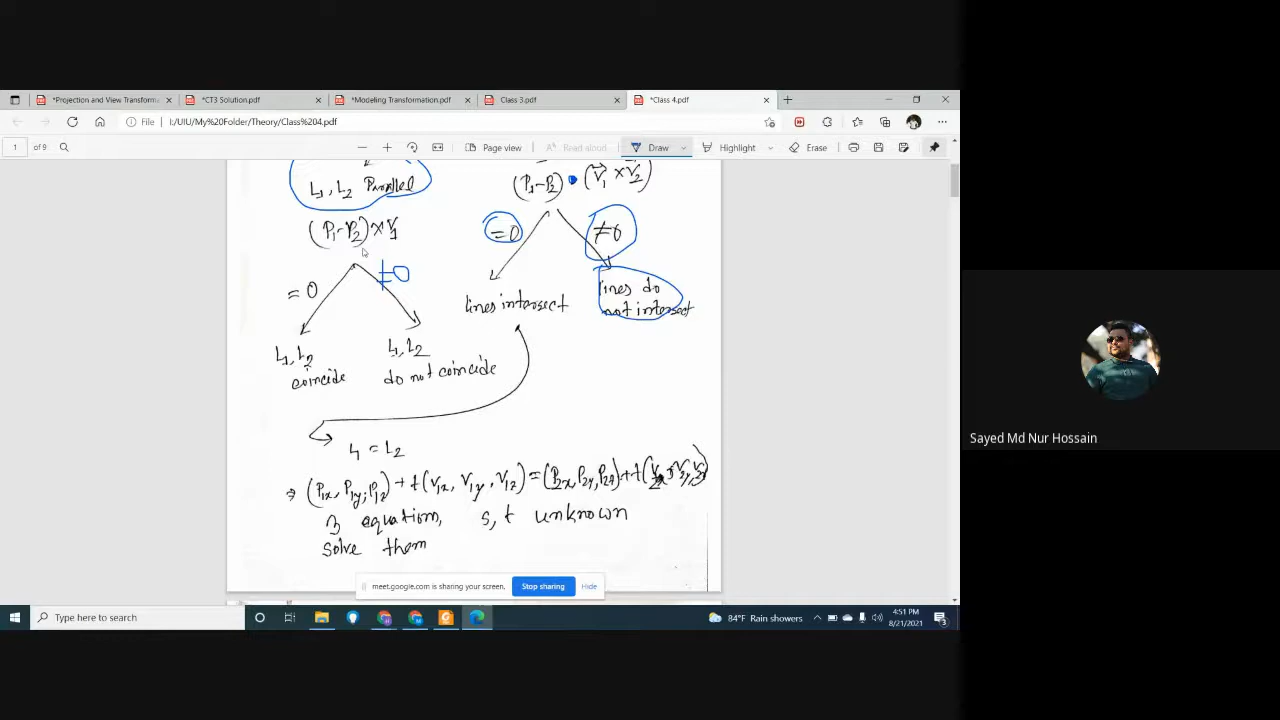 *Projection and View Transform
*CT3 Solution.pdf
*Modeling Transformation.pdf
Class 3.pdf
*Class 4.pdf
File
I:/UIU/My%20Folder/Theory/Class%204.pdf
1 of 9
Page view
Read aloud
Draw
Highlight
Erase
L₁, L₂ Parallel
(P₁-P₂)×V₁
= 0
≠0
L₁, L₂
coincide
L₁, L₂
do not coincide
(P₁-P₂) • (V₁ × V₂)
= 0
≠0
lines intersect
lines do
not intersect
L₁ = L₂
⇒ (P₁x, P₁y, P₁z) + t(V₁x, V₁y, V₁z) = (P₂x, P₂y, P₂z) + t(
3 equation, s, t unknown
solve them
meet.google.com is sharing your screen.
Stop sharing
Hide
Type here to search
84°F Rain showers
4:51 PM
8/21/2021
3
Sayed Md Nur Hossain